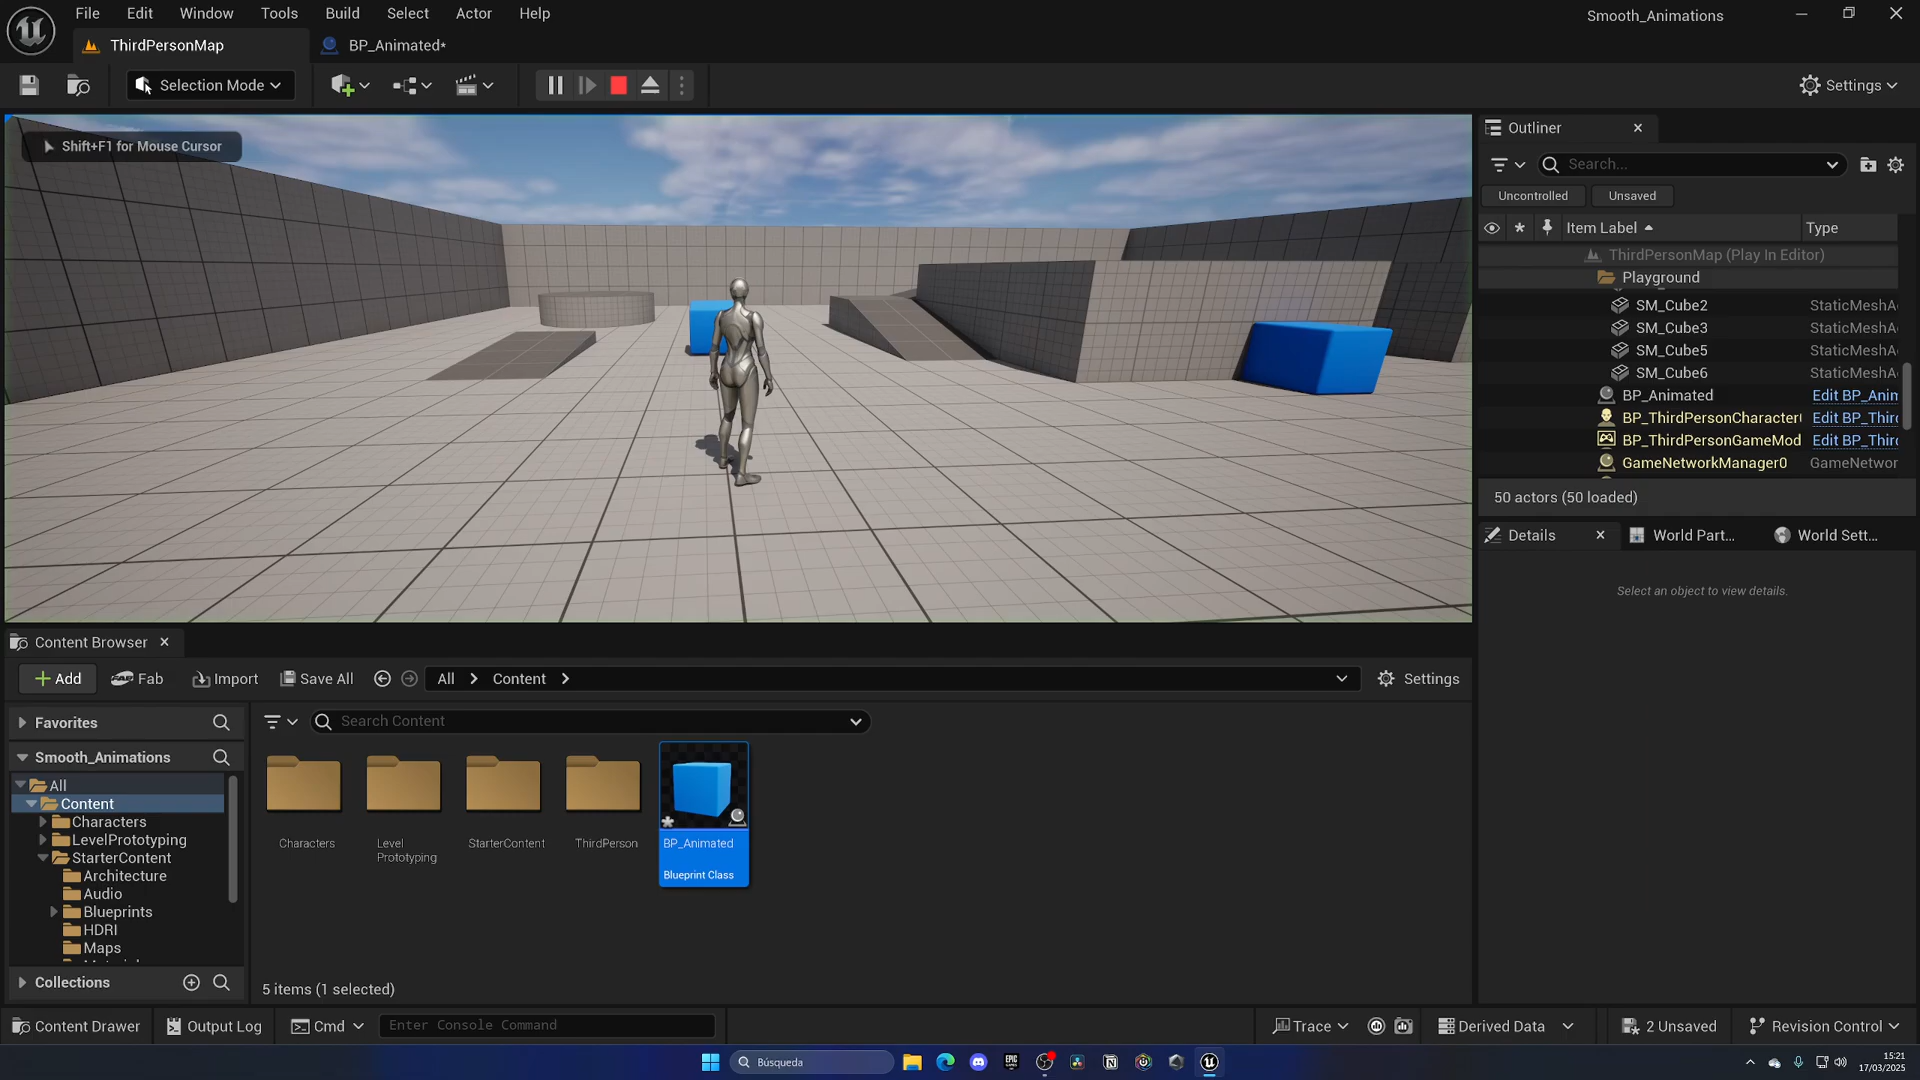 File Edit Window Tools Build Select Actor Help
Smooth_Animations
ThirdPersonMap
BP_Animated*
Selection Mode
Settings
Shift+F1 for Mouse Cursor
Outliner
Search...
Uncontrolled
Unsaved
Item Label
Type
ThirdPersonMap (Play In Editor)
Playground
SM_Cube2 StaticMeshA
SM_Cube3 StaticMeshA
SM_Cube5 StaticMeshA
SM_Cube6 StaticMeshA
BP_Animated Edit BP_Anim
BP_ThirdPersonCharacter Edit BP_Thir
BP_ThirdPersonGameMod Edit BP_Thir
GameNetworkManager0 GameNetwor
50 actors (50 loaded)
Details
World Part...
World Sett...
Select an object to view details.
Content Browser
Add
Fab
Import
Save All
All
Content
Settings
Favorites
Search Content
Smooth_Animations
All
Content
Characters
LevelPrototyping
StarterContent
Architecture
Audio
Blueprints
HDRI
Maps
Characters
Level
Prototyping
StarterContent
ThirdPerson
BP_Animated
Blueprint Class
Collections
5 items (1 selected)
Content Drawer
Output Log
Cmd
Enter Console Command
Trace
Derived Data
2 Unsaved
Revision Control
Búsqueda
15:21
17/03/2025